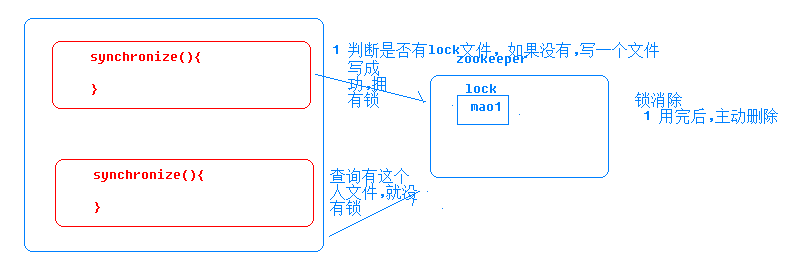 synchronize(){
}
1 判断是否有lock文件, 如果没有,写一个文件
写成
功,拥
有锁
zookeeper
lock
mao1
锁消除
1 用完后,主动删除
synchronize(){
}
查询有这个
人文件,就没
有锁